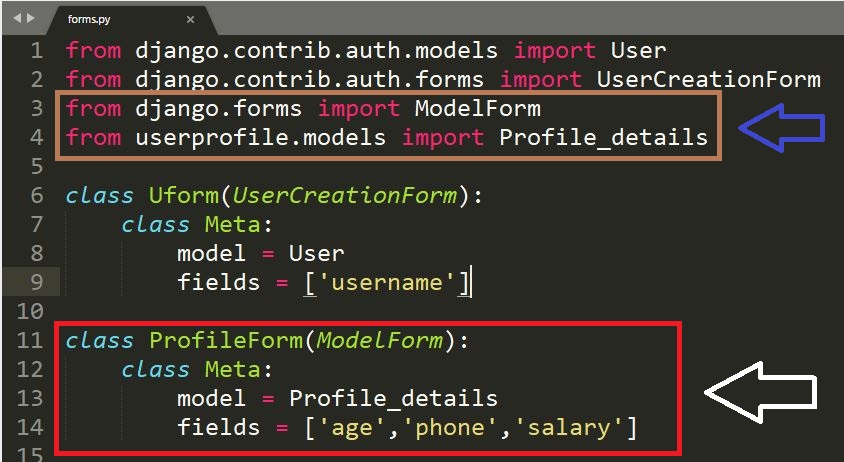 forms.py
1 from django.contrib.auth.models import User
2 from django.contrib.auth.forms import UserCreationForm
3 from django.forms import ModelForm
4 from userprofile.models import Profile_details
5
6 class Uform(UserCreationForm):
7     class Meta:
8         model = User
9         fields = ['username']
10
11 class ProfileForm(ModelForm):
12     class Meta:
13         model = Profile_details
14         fields = ['age','phone','salary']
15